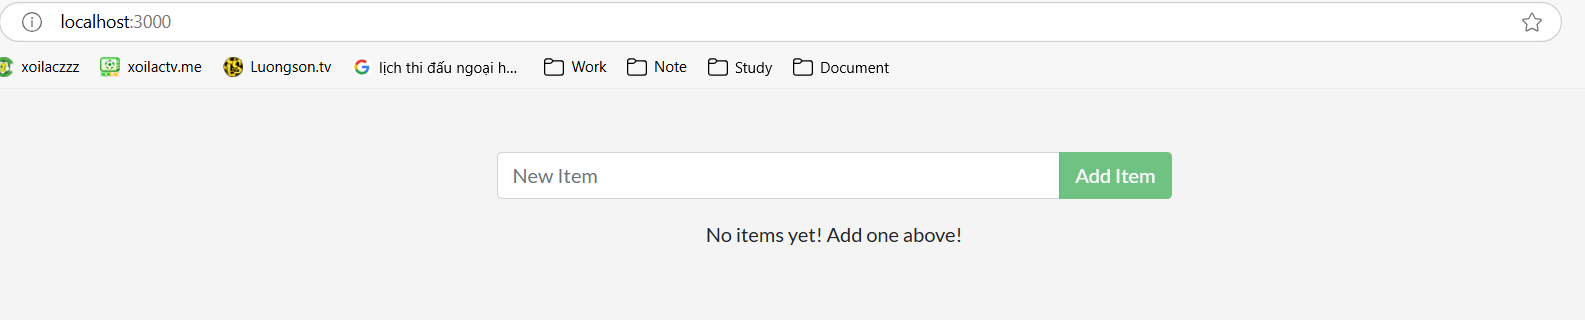 localhost:3000
xoilaczzz xoilactv.me Luongson.tv lịch thi đấu ngoại h... Work Note Study Document
New Item Add Item
No items yet! Add one above!